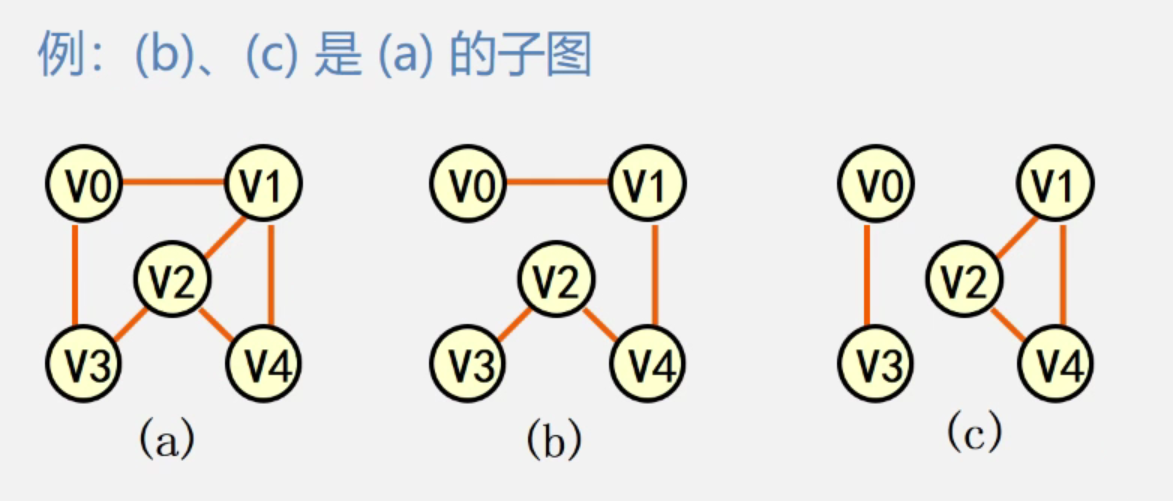 例：(b)、(c) 是 (a) 的子图
V0 V1 V0 V1 V0 V1
V2 V2 V2
V3 V4 V3 V4 V3 V4
(a) (b) (c)